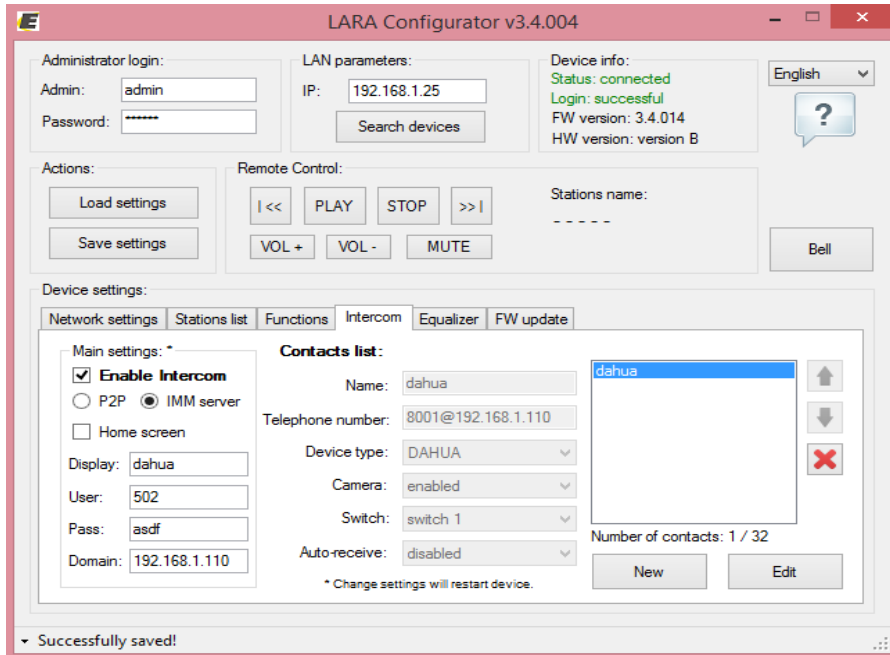 LARA Configurator v3.4.004
Administrator login:
Admin: admin
Password: ******
LAN parameters:
IP: 192.168.1.25
Search devices
Device info:
Status: connected
Login: successful
FW version: 3.4.014
HW version: version B
English
?
Actions:
Load settings
Save settings
Remote Control:
|<< PLAY STOP >>|
VOL + VOL - MUTE
Stations name:
- - - - -
Bell
Device settings:
Network settings Stations list Functions Intercom Equalizer FW update
Main settings: *
Enable Intercom
P2P IMM server
Home screen
Display: dahua
User: 502
Pass: asdf
Domain: 192.168.1.110
Contacts list:
Name: dahua
Telephone number: 8001@192.168.1.110
Device type: DAHUA
Camera: enabled
Switch: switch 1
Auto-receive: disabled
* Change settings will restart device.
dahua
Number of contacts: 1 / 32
New Edit
Successfully saved!